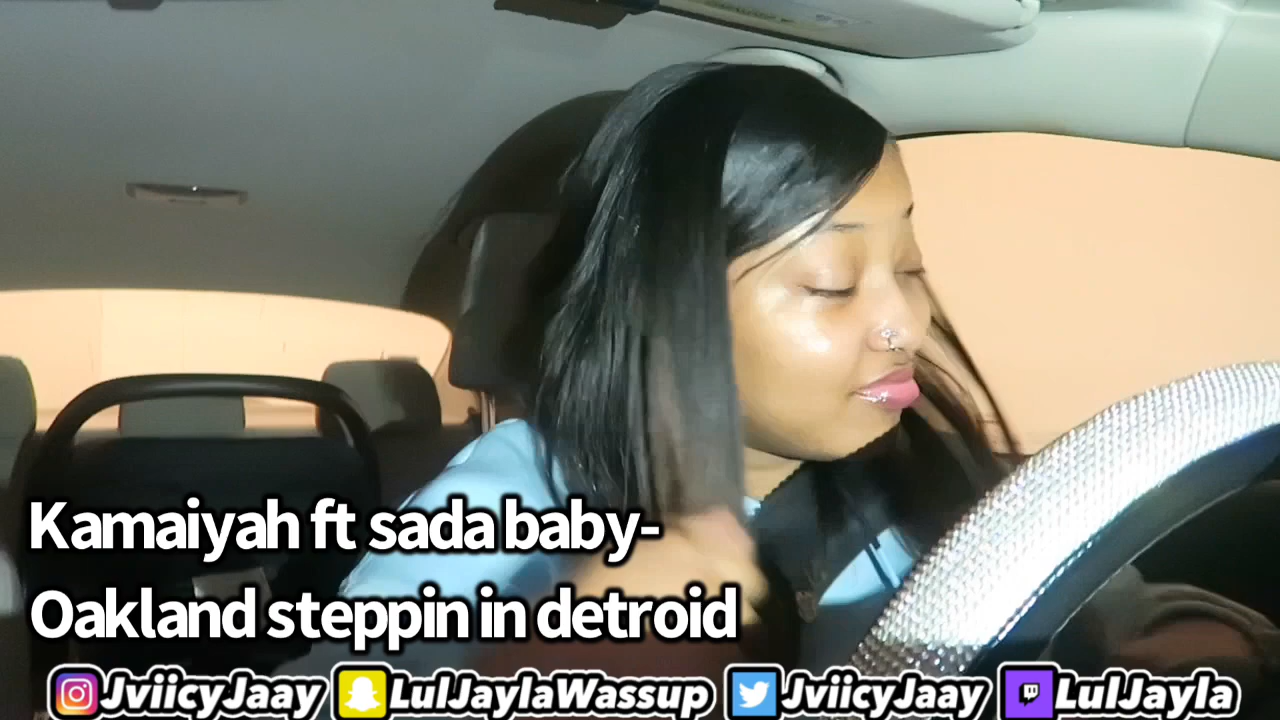 Kamaiyah ft sada baby-
Oakland steppin in detroid
JviicyJaay LulJaylaWassup JviicyJaay LulJayla